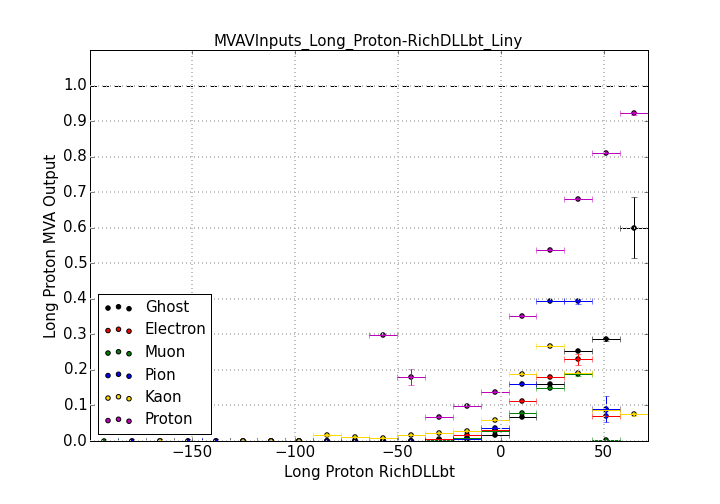 MVAVInputs_Long_Proton-RichDLLbt_Liny
Long Proton MVA Output
1.0
0.9
0.8
0.7
0.6
0.5
0.4
0.3
0.2
0.1
0.0
Ghost
Electron
Muon
Pion
Kaon
Proton
−150 −100 −50 0 50
Long Proton RichDLLbt